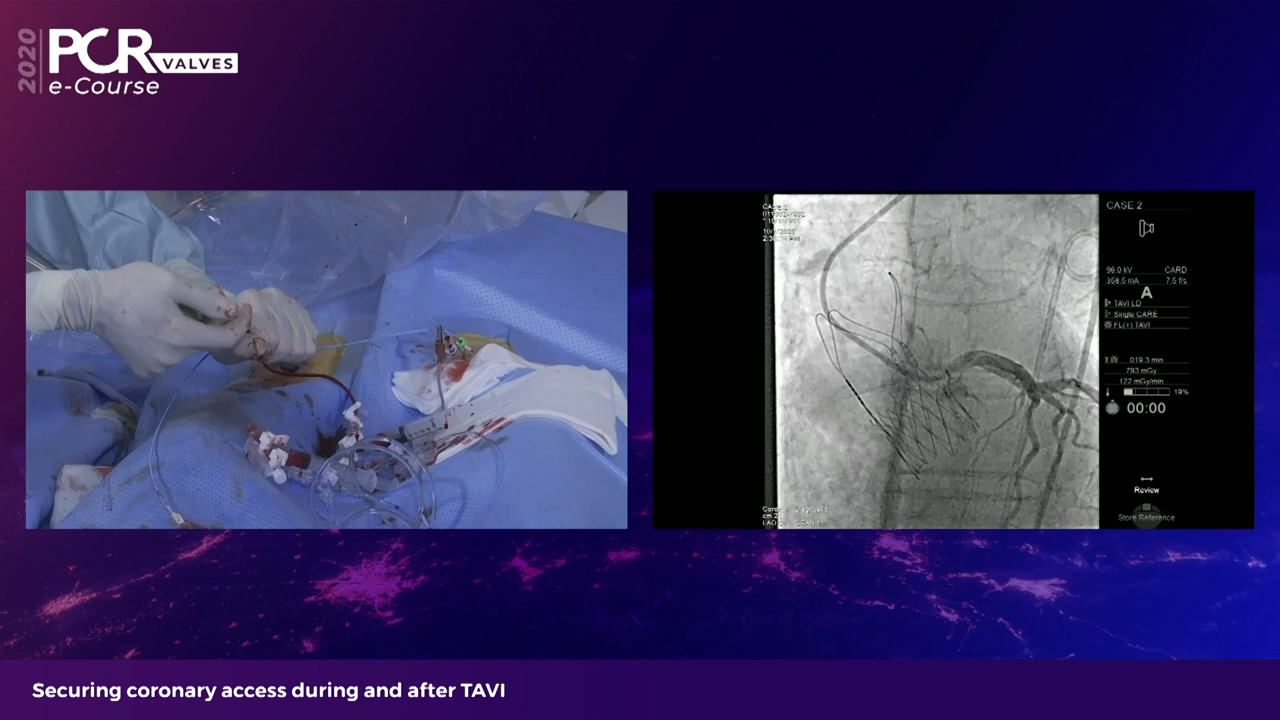 2020
PCR
VALVES
e-Course
CASE 2
96.0 kV CARD
358.5 mA 7.5 f/s
A
TAVI LD
Single CARE
FL(+) TAVI
019.3 min
793 mGy
122 mGy/min
19%
00:00
Review
Store Reference
Securing coronary access during and after TAVI